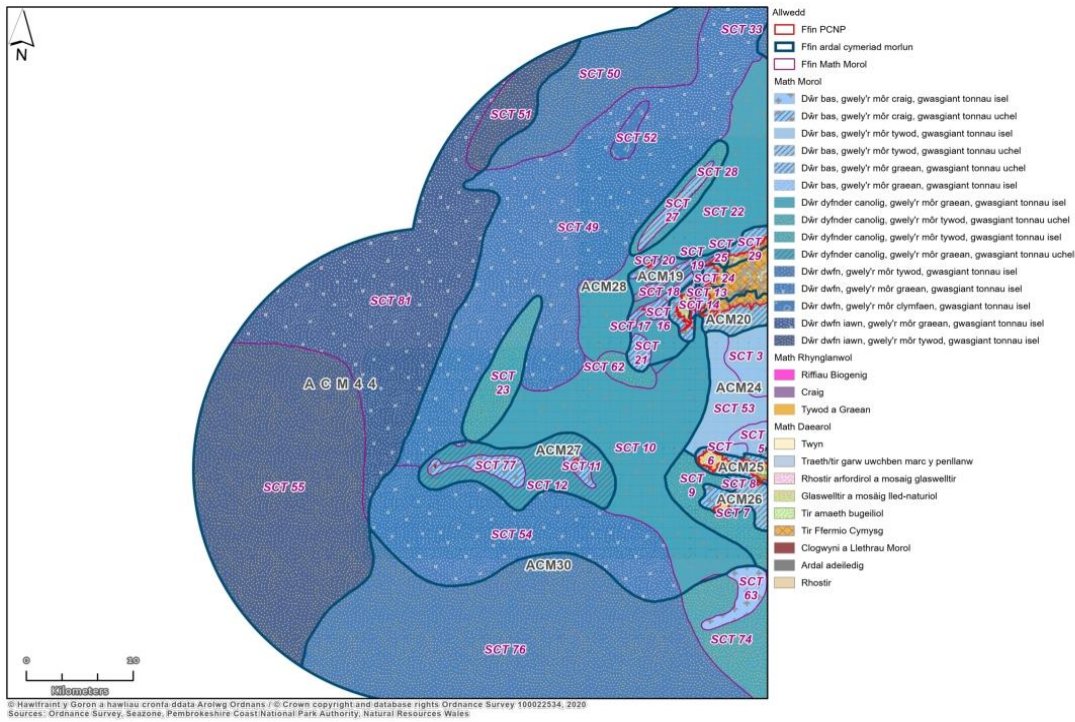 N
SCT 33
SCT 50
SCT 51
SCT 52
SCT 28
SCT 27
SCT 22
SCT 49
SCT 20
SCT 19
SCT 25
SCT 29
ACM19
SCT 24
ACM28
SCT 18
SCT 13
SCT 81
SCT 14
SCT 17
SCT 16
ACM20
SCT 21
SCT 3
SCT 62
SCT 23
ACM44
ACM24
SCT 53
SCT 5
SCT 10
ACM27
SCT 6
SCT 77
SCT 11
ACM25
SCT 55
SCT 12
SCT 9
SCT 8
ACM26
SCT 7
SCT 54
ACM30
SCT 63
SCT 74
SCT 76
0 10
Kilometers
© Hawlfraint y Goron a hawliau cronfa ddata Arolwg Ordnans / © Crown copyright and database rights Ordnance Survey 100022534, 2020
Sources: Ordnance Survey, Seazone, Pembrokeshire Coast National Park Authority, Natural Resources Wales
Allwedd
Ffin PCNP
Ffin ardal cymeriad morlun
Ffin Math Morol
Math Morol
Dŵr bas, gwely'r môr craig, gwasgiant tonnau isel
Dŵr bas, gwely'r môr craig, gwasgiant tonnau uchel
Dŵr bas, gwely'r môr tywod, gwasgiant tonnau isel
Dŵr bas, gwely'r môr tywod, gwasgiant tonnau uchel
Dŵr bas, gwely'r môr graean, gwasgiant tonnau uchel
Dŵr bas, gwely'r môr graean, gwasgiant tonnau isel
Dŵr dyfnder canolig, gwely'r môr graean, gwasgiant tonnau isel
Dŵr dyfnder canolig, gwely'r môr tywod, gwasgiant tonnau uchel
Dŵr dyfnder canolig, gwely'r môr tywod, gwasgiant tonnau isel
Dŵr dyfnder canolig, gwely'r môr graean, gwasgiant tonnau uchel
Dŵr dwfn, gwely'r môr tywod, gwasgiant tonnau isel
Dŵr dwfn, gwely'r môr graean, gwasgiant tonnau isel
Dŵr dwfn, gwely'r môr clymfaen, gwasgiant tonnau isel
Dŵr dwfn iawn, gwely'r môr graean, gwasgiant tonnau isel
Dŵr dwfn iawn, gwely'r môr tywod, gwasgiant tonnau isel
Math Rhynglanwol
Riffiau Biogenig
Craig
Tywod a Graean
Math Daearol
Twyn
Traeth/tir garw uwchben marc y penllanw
Rhostir arfordirol a mosaig glaswelltir
Glaswelltir a mosäig lled-naturiol
Tir amaeth bugeiliol
Tir Ffermio Cymysg
Clogwyni a Llethrau Morol
Ardal adeiledig
Rhostir